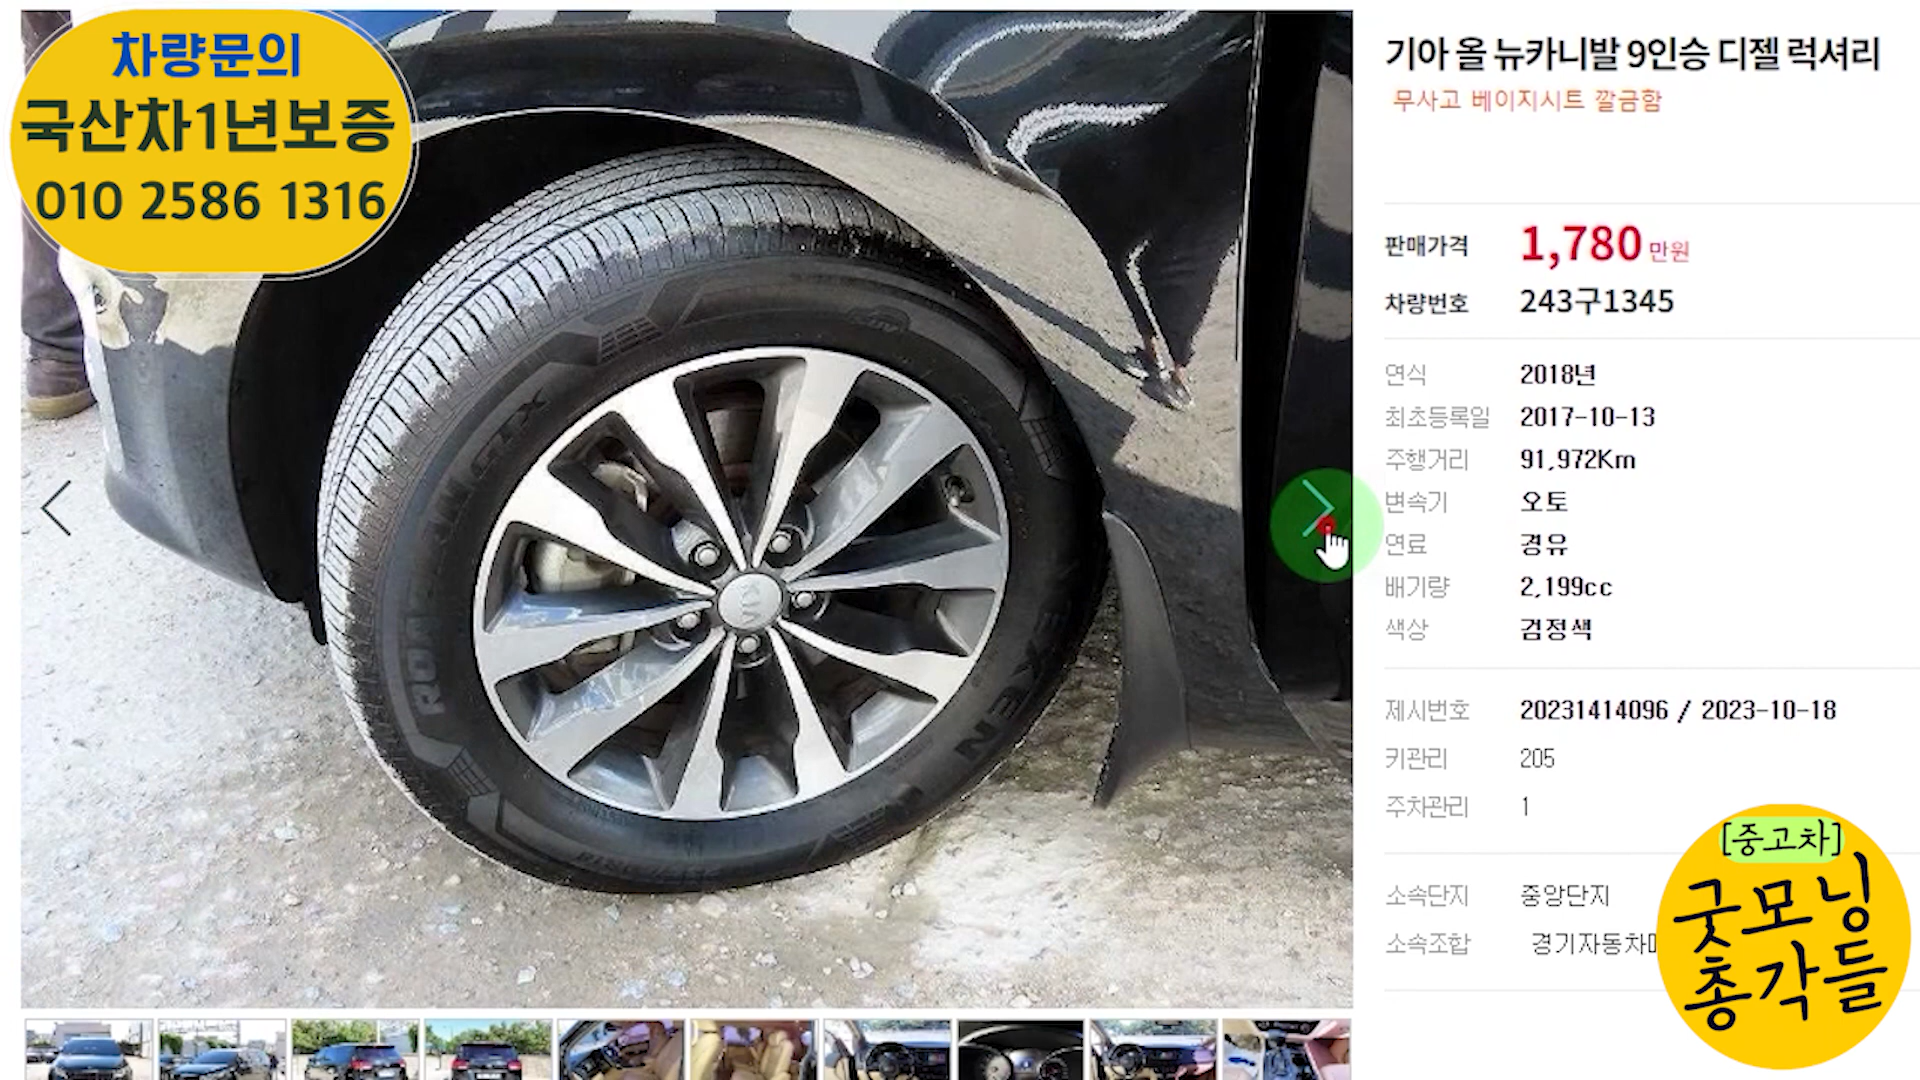 차량문의
국산차1년보증
010 2586 1316
기아 올 뉴카니발 9인승 디젤 럭셔리
무사고 베이지시트 깔금함
판매가격 1,780 만원
차량번호 243구1345
연식 2018년
최초등록일 2017-10-13
주행거리 91,972Km
변속기 오토
연료 경유
배기량 2,199cc
색상 검정색
제시번호 20231414096 / 2023-10-18
키관리 205
주차관리 1
소속단지 중앙단지
소속조합 경기자동차
[중고차]
굿모닝
총각들
KIA